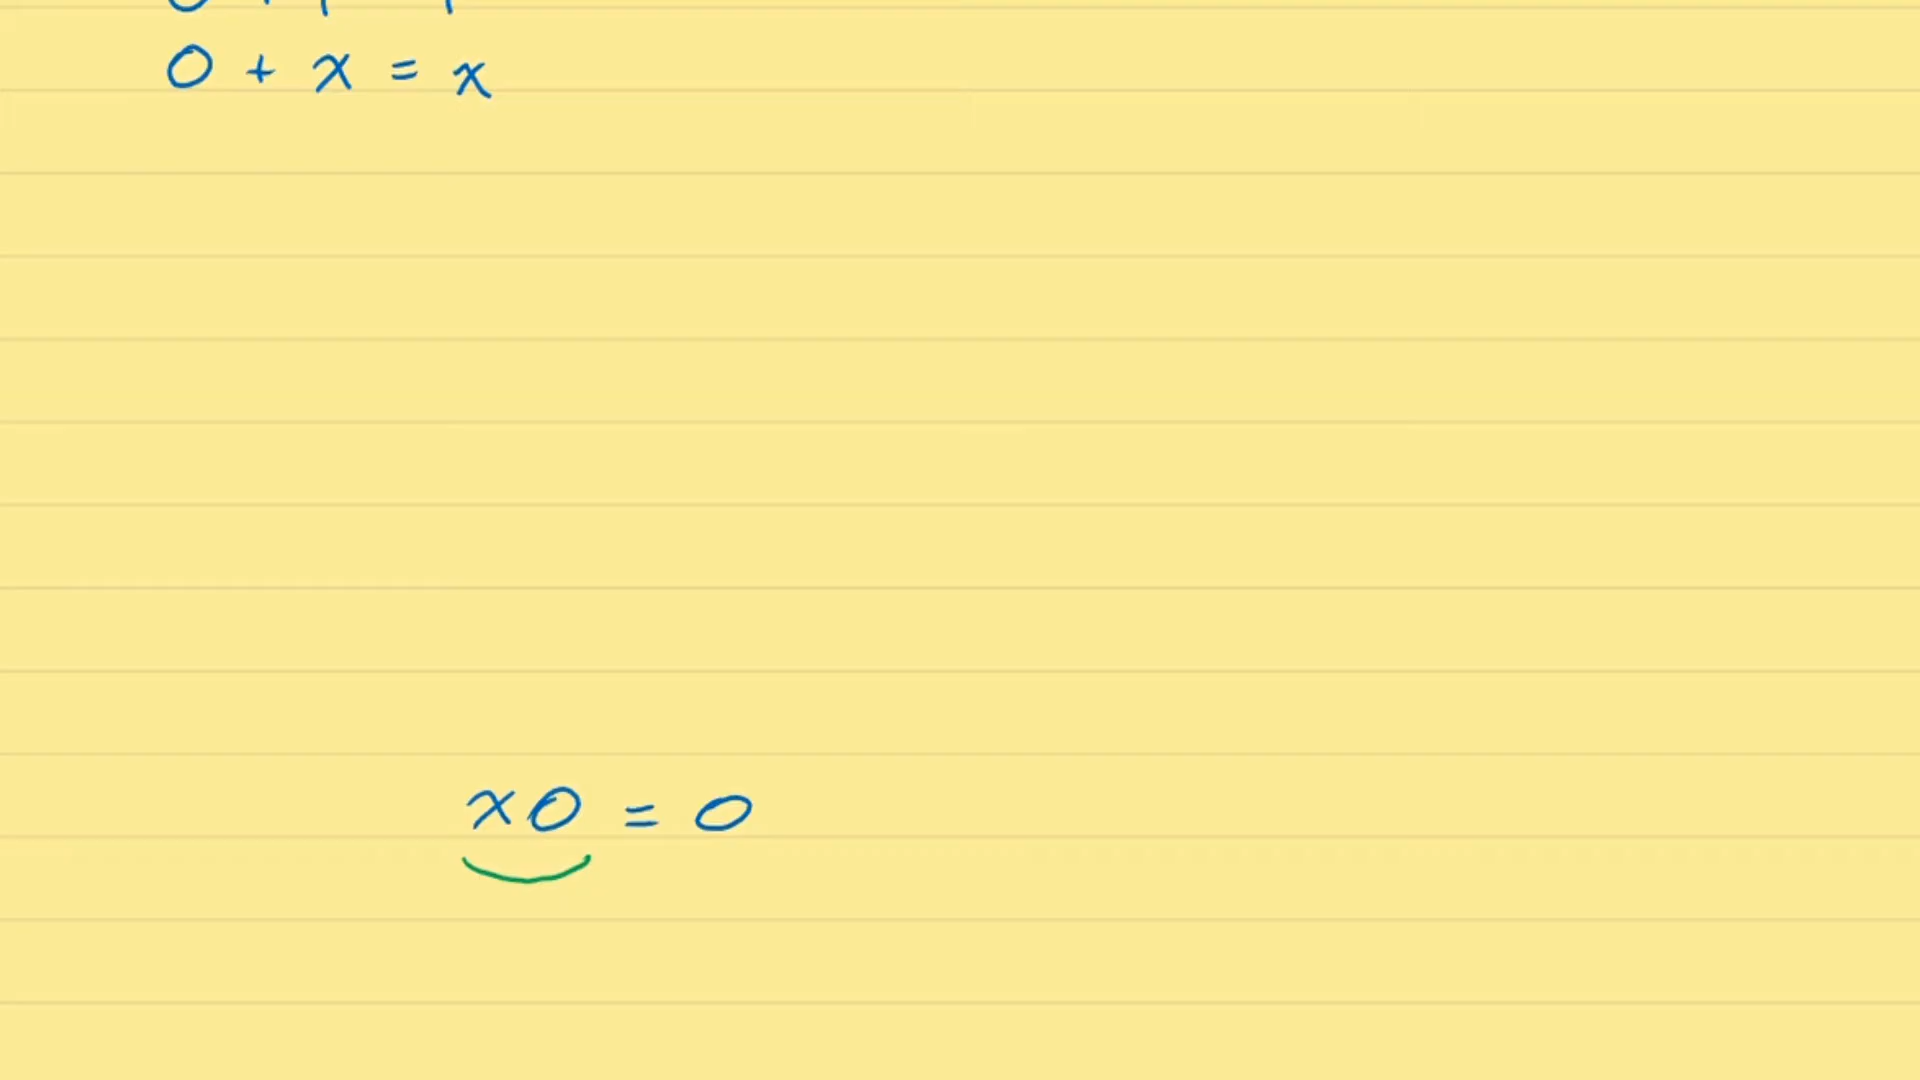 0 + x = x
x0 = 0